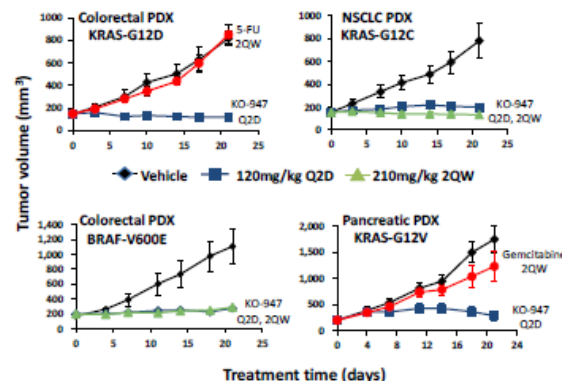 Colorectal PDX
KRAS-G12D
NSCLC PDX
KRAS-G12C
Tumor volume (mm³)
1000
800
600
400
200
0
0 5 10 15 20 25
5-FU
2QW
KO-947
Q2D
1000
800
600
400
200
0
0 5 10 15 20 25
KO-947
Q2D, 2QW
Vehicle 120mg/kg Q2D 210mg/kg 2QW
Colorectal PDX
BRAF-V600E
Pancreatic PDX
KRAS-G12V
1,400
1,200
1,000
800
600
400
200
0
0 5 10 15 20 25
KO-947
Q2D, 2QW
2,000
1,500
1,000
500
0
0 4 8 12 16 20 24
Gemcitabine
2QW
KO-947
Q2D
Treatment time (days)